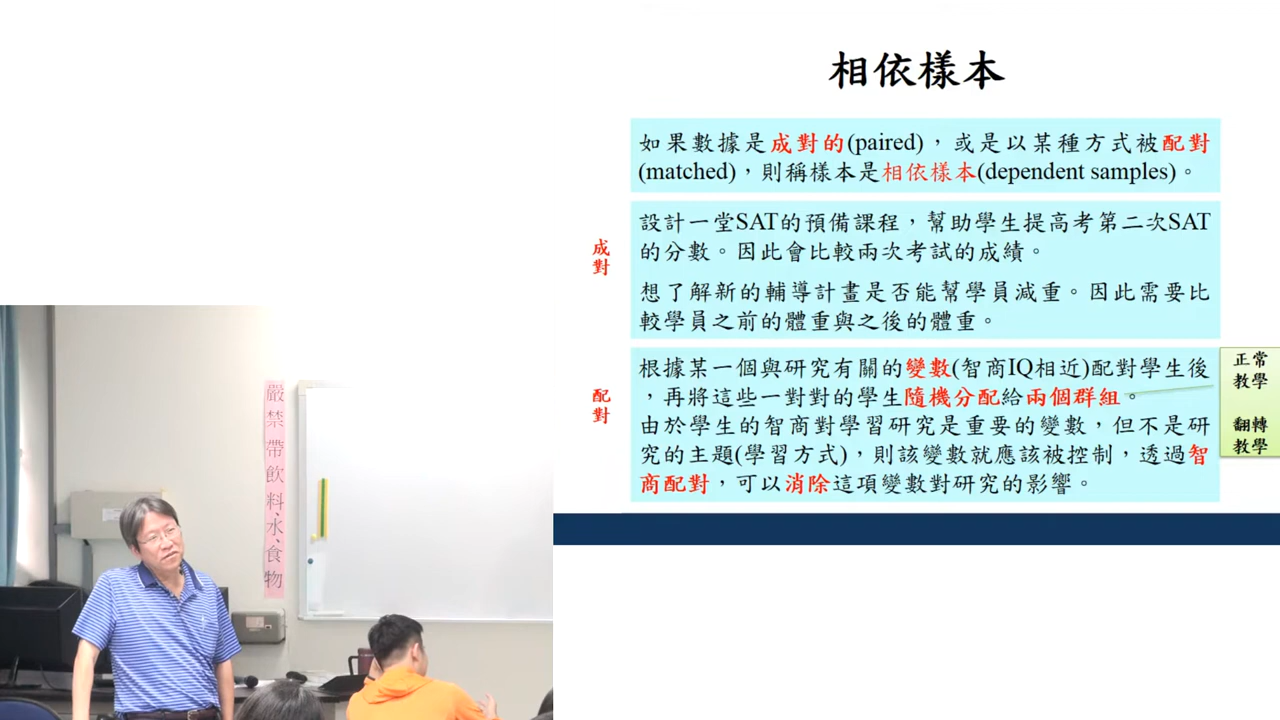 相依樣本
如果數據是成對的(paired)，或是以某種方式被配對
(matched)，則稱樣本是相依樣本(dependent samples)。
成對
設計一堂SAT的預備課程，幫助學生提高考第二次SAT
的分數。因此會比較兩次考試的成績。
想了解新的輔導計畫是否能幫學員減重。因此需要比
較學員之前的體重與之後的體重。
配對
根據某一個與研究有關的變數(智商IQ相近)配對學生後
，再將這些一對對的學生隨機分配給兩個群組。
由於學生的智商對學習研究是重要的變數，但不是研
究的主題(學習方式)，則該變數就應該被控制，透過智
商配對，可以消除這項變數對研究的影響。
正常
教學
翻轉
教學
嚴禁帶飲料、水、食物